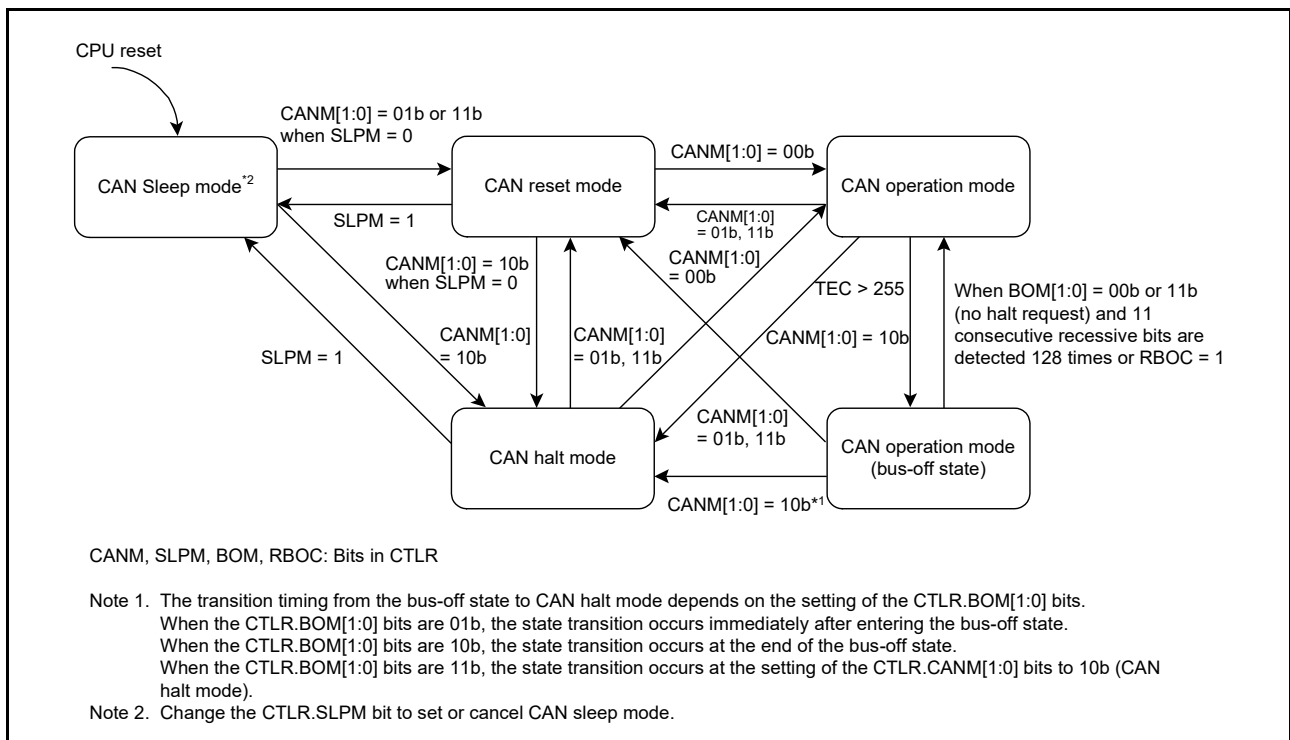 CPU reset
CANM[1:0] = 01b or 11b
when SLPM = 0
CAN Sleep mode*2
CAN reset mode
CANM[1:0] = 00b
CAN operation mode
SLPM = 1
CANM[1:0]
= 01b, 11b
CANM[1:0] = 10b
when SLPM = 0
CANM[1:0]
= 00b
TEC > 255
When BOM[1:0] = 00b or 11b
(no halt request) and 11
consecutive recessive bits are
detected 128 times or RBOC = 1
SLPM = 1
CANM[1:0]
= 10b
CANM[1:0]
= 01b, 11b
CANM[1:0] = 10b
CANM[1:0]
= 01b, 11b
CAN halt mode
CAN operation mode
(bus-off state)
CANM[1:0] = 10b*1
CANM, SLPM, BOM, RBOC: Bits in CTLR
Note 1. The transition timing from the bus-off state to CAN halt mode depends on the setting of the CTLR.BOM[1:0] bits.
When the CTLR.BOM[1:0] bits are 01b, the state transition occurs immediately after entering the bus-off state.
When the CTLR.BOM[1:0] bits are 10b, the state transition occurs at the end of the bus-off state.
When the CTLR.BOM[1:0] bits are 11b, the state transition occurs at the setting of the CTLR.CANM[1:0] bits to 10b (CAN
halt mode).
Note 2. Change the CTLR.SLPM bit to set or cancel CAN sleep mode.